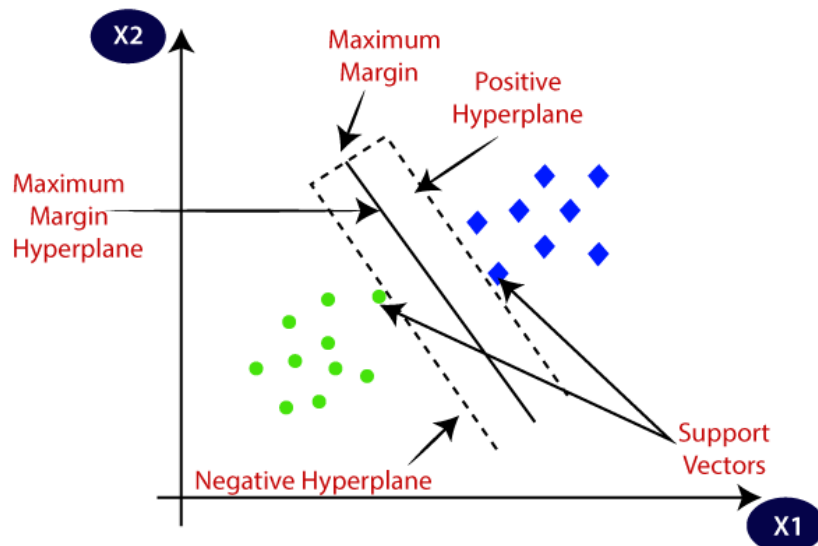 X2
Maximum
Margin
Positive
Hyperplane
Maximum
Margin
Hyperplane
Support
Vectors
Negative Hyperplane
X1